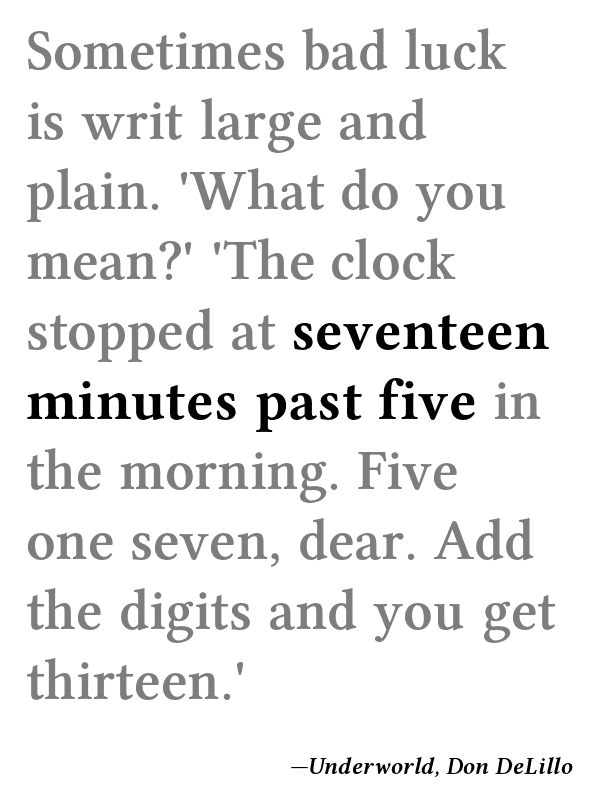 Sometimes bad luck
is writ large and
plain. 'What do you
mean?' 'The clock
stopped at seventeen
minutes past five in
the morning. Five
one seven, dear. Add
the digits and you get
thirteen.'
—Underworld, Don DeLillo